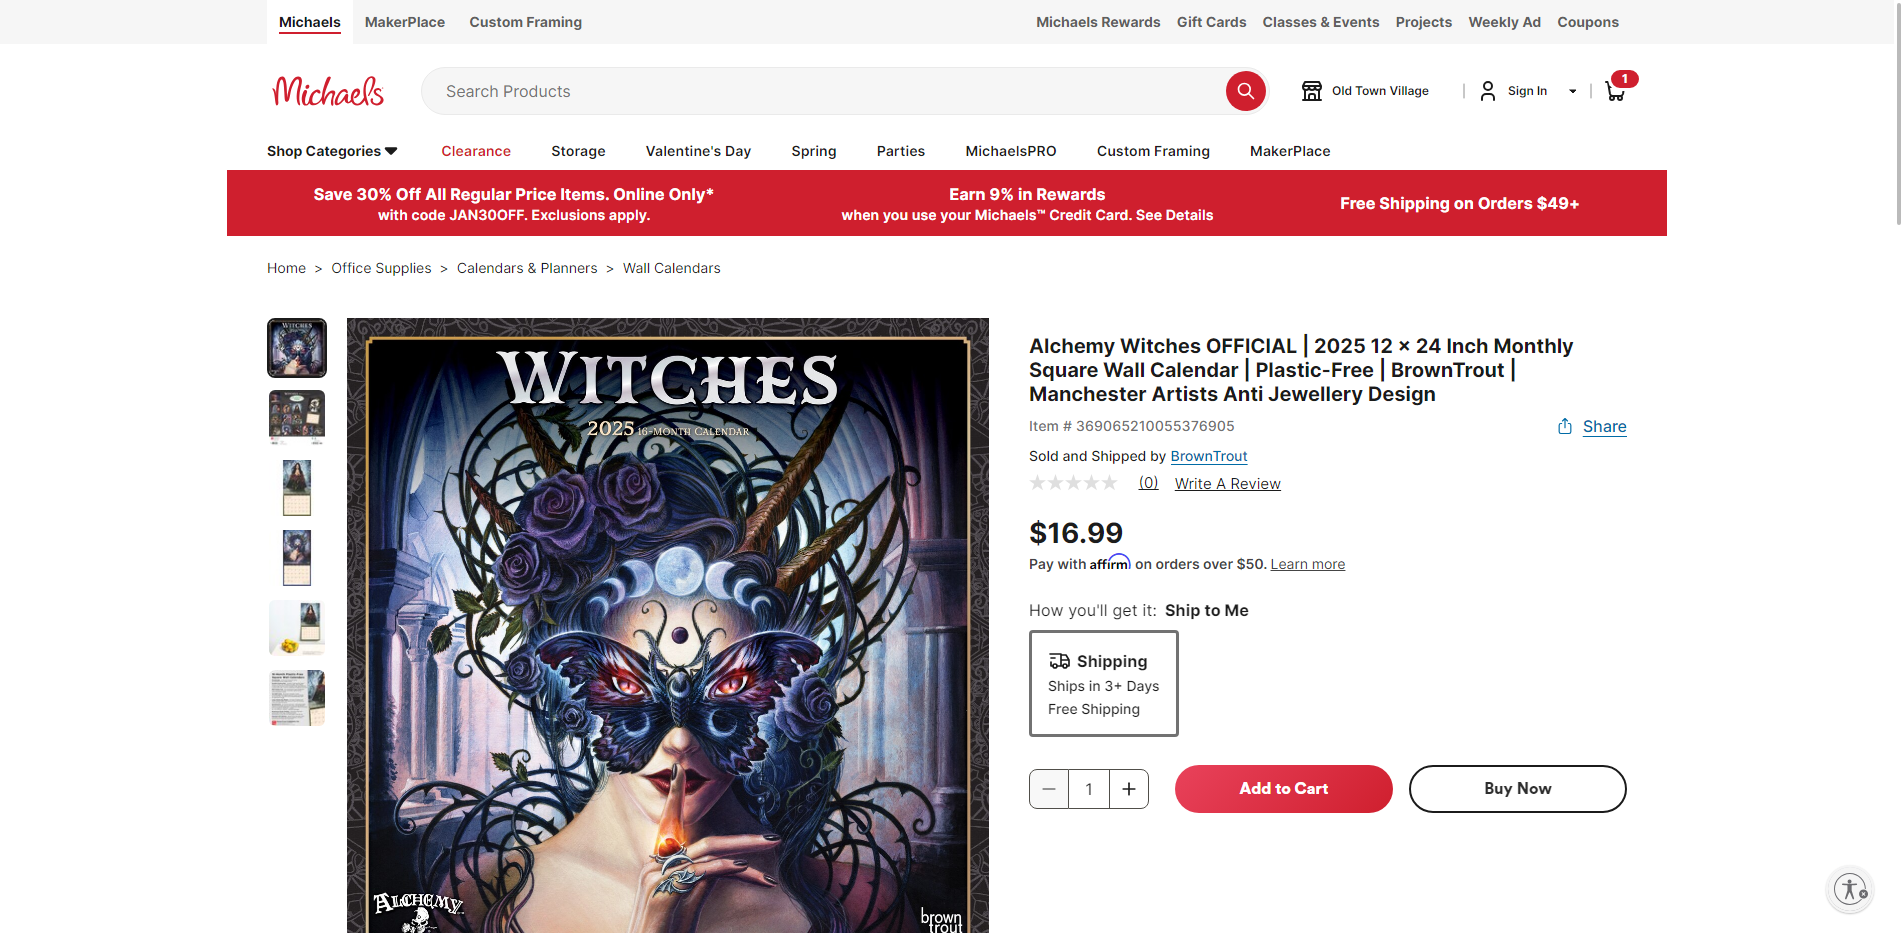 Michaels
MakerPlace
Custom Framing
Michaels Rewards
Gift Cards
Classes & Events
Projects
Weekly Ad
Coupons
Michaels
Search Products
Old Town Village
Sign In
1
Shop Categories
Clearance
Storage
Valentine's Day
Spring
Parties
MichaelsPRO
Custom Framing
MakerPlace
Save 30% Off All Regular Price Items. Online Only*
with code JAN30OFF. Exclusions apply.
Earn 9% in Rewards
when you use your Michaels™ Credit Card. See Details
Free Shipping on Orders $49+
Home > Office Supplies > Calendars & Planners > Wall Calendars
WITCHES
WITCHES
2025 16-MONTH CALENDAR
ALCHEMY
brown
trout
Alchemy Witches OFFICIAL | 2025 12 × 24 Inch Monthly
Square Wall Calendar | Plastic-Free | BrownTrout |
Manchester Artists Anti Jewellery Design
Item # 369065210055376905
Share
Sold and Shipped by BrownTrout
(0)
Write A Review
$16.99
Pay with affirm on orders over $50. Learn more
How you'll get it: Ship to Me
Shipping
Ships in 3+ Days
Free Shipping
1
Add to Cart
Buy Now